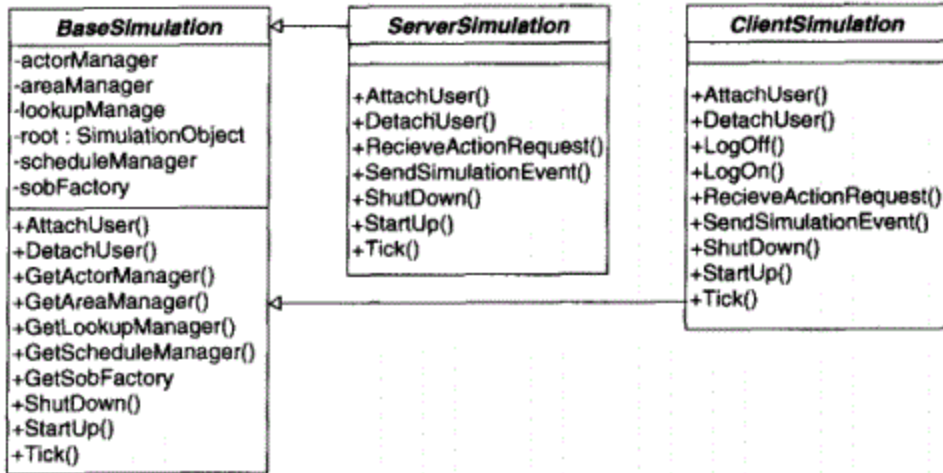 BaseSimulation
-actorManager
-areaManager
-lookupManage
-root : SimulationObject
-scheduleManager
-sobFactory
+AttachUser()
+DetachUser()
+GetActorManager()
+GetAreaManager()
+GetLookupManager()
+GetScheduleManager()
+GetSobFactory
+ShutDown()
+StartUp()
+Tick()
ServerSimulation
+AttachUser()
+DetachUser()
+RecieveActionRequest()
+SendSimulationEvent()
+ShutDown()
+StartUp()
+Tick()
ClientSimulation
+AttachUser()
+DetachUser()
+LogOff()
+LogOn()
+RecieveActionRequest()
+SendSimulationEvent()
+ShutDown()
+StartUp()
+Tick()